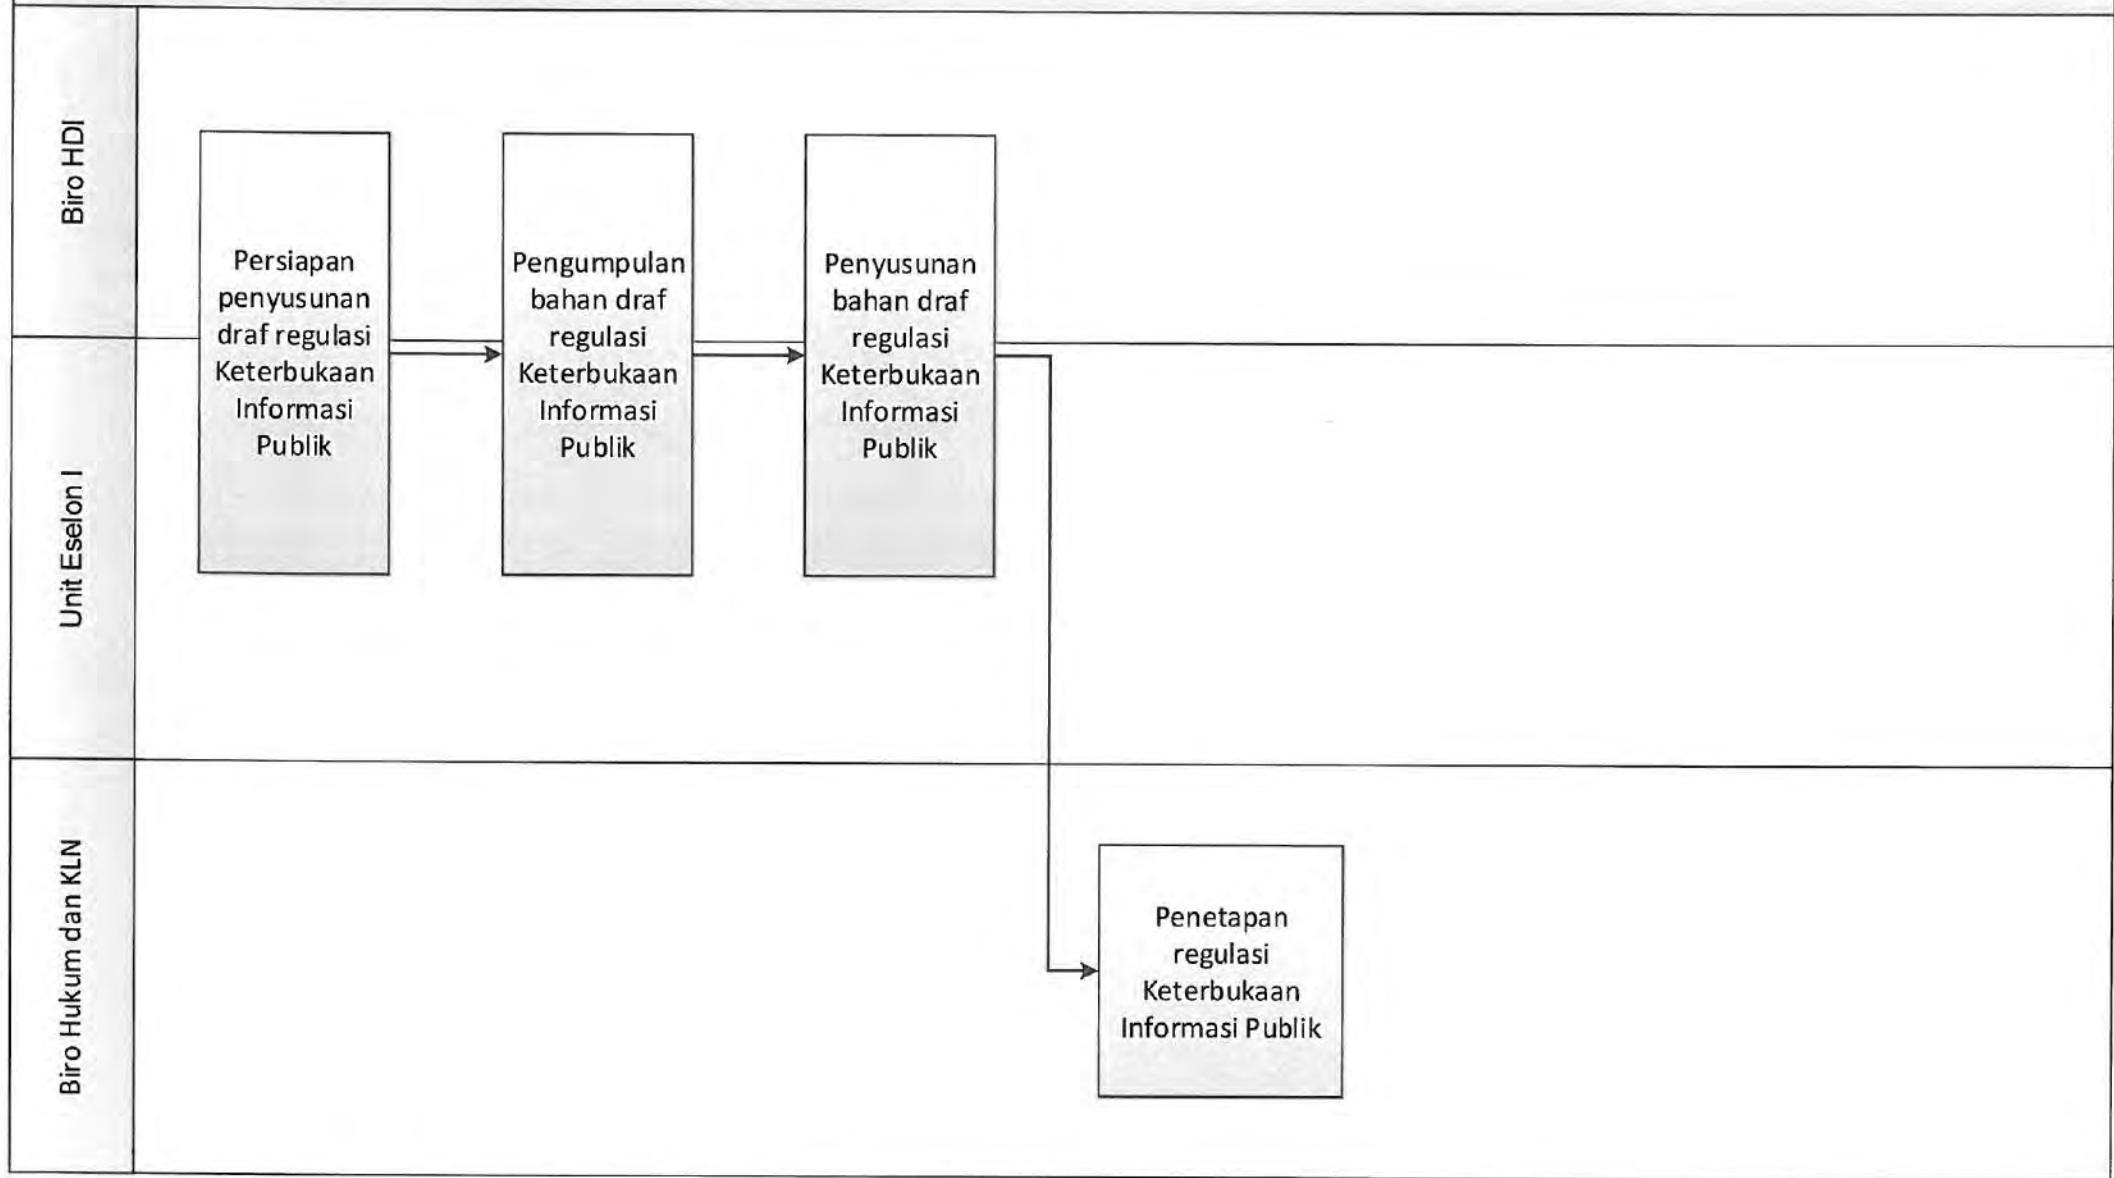 Biro HDI
Persiapan
penyusunan
draf regulasi
Keterbukaan
Informasi
Publik
Pengumpulan
bahan draf
regulasi
Keterbukaan
Informasi
Publik
Penyusunan
bahan draf
regulasi
Keterbukaan
Informasi
Publik
Unit Eselon I
Biro Hukum dan KLN
Penetapan
regulasi
Keterbukaan
Informasi Publik